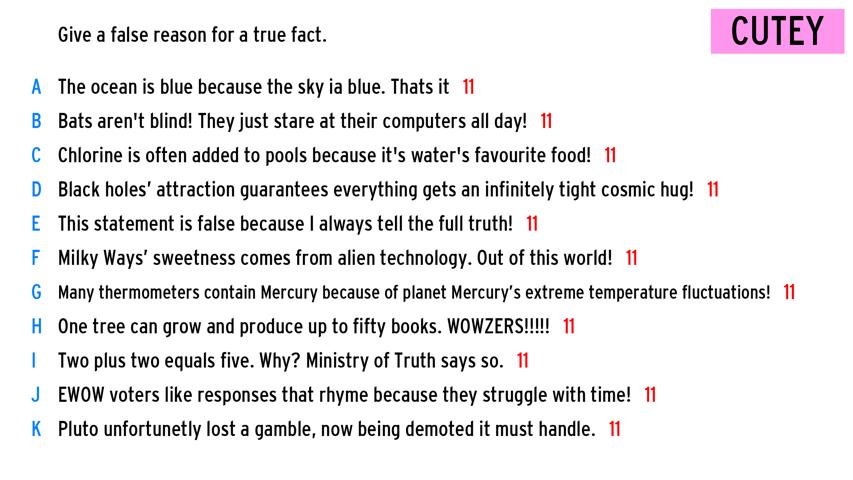 Give a false reason for a true fact.
CUTEY
A The ocean is blue because the sky ia blue. Thats it 11
B Bats aren't blind! They just stare at their computers all day! 11
C Chlorine is often added to pools because it's water's favourite food! 11
D Black holes’ attraction guarantees everything gets an infinitely tight cosmic hug! 11
E This statement is false because I always tell the full truth! 11
F Milky Ways’ sweetness comes from alien technology. Out of this world! 11
G Many thermometers contain Mercury because of planet Mercury’s extreme temperature fluctuations! 11
H One tree can grow and produce up to fifty books. WOWZERS!!!!! 11
I Two plus two equals five. Why? Ministry of Truth says so. 11
J EWOW voters like responses that rhyme because they struggle with time! 11
K Pluto unfortunetly lost a gamble, now being demoted it must handle. 11